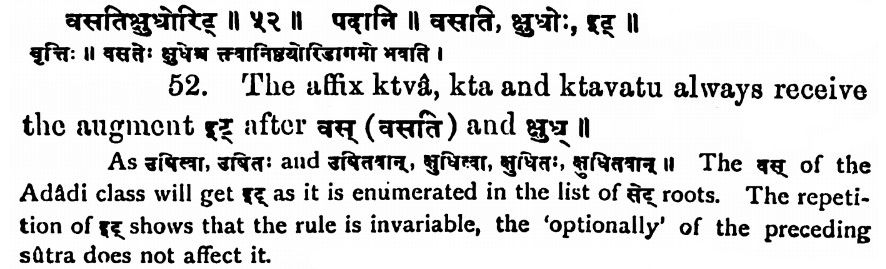 वसतिक्षुधोरिट् ॥ ५२ ॥ पदानि ॥ वसति, क्षुधोः, इट् ॥
वृत्तिः ॥ वसतेः क्षुधेश्च त्त्कानिष्ठयोरिडागमो भवति ।
52. The affix ktvâ, kta and ktavatu always receive
the augment इट् after वस् (वसति) and क्षुध् ॥
As उषित्वा, उषितः and उषितवान्, क्षुधित्वा, क्षुधितः, क्षुधितवान् ॥ The वस् of the
Adâdi class will get इट् as it is enumerated in the list of सेट् roots. The repeti-
tion of इट् shows that the rule is invariable, the ‘optionally’ of the preceding
sûtra does not affect it.